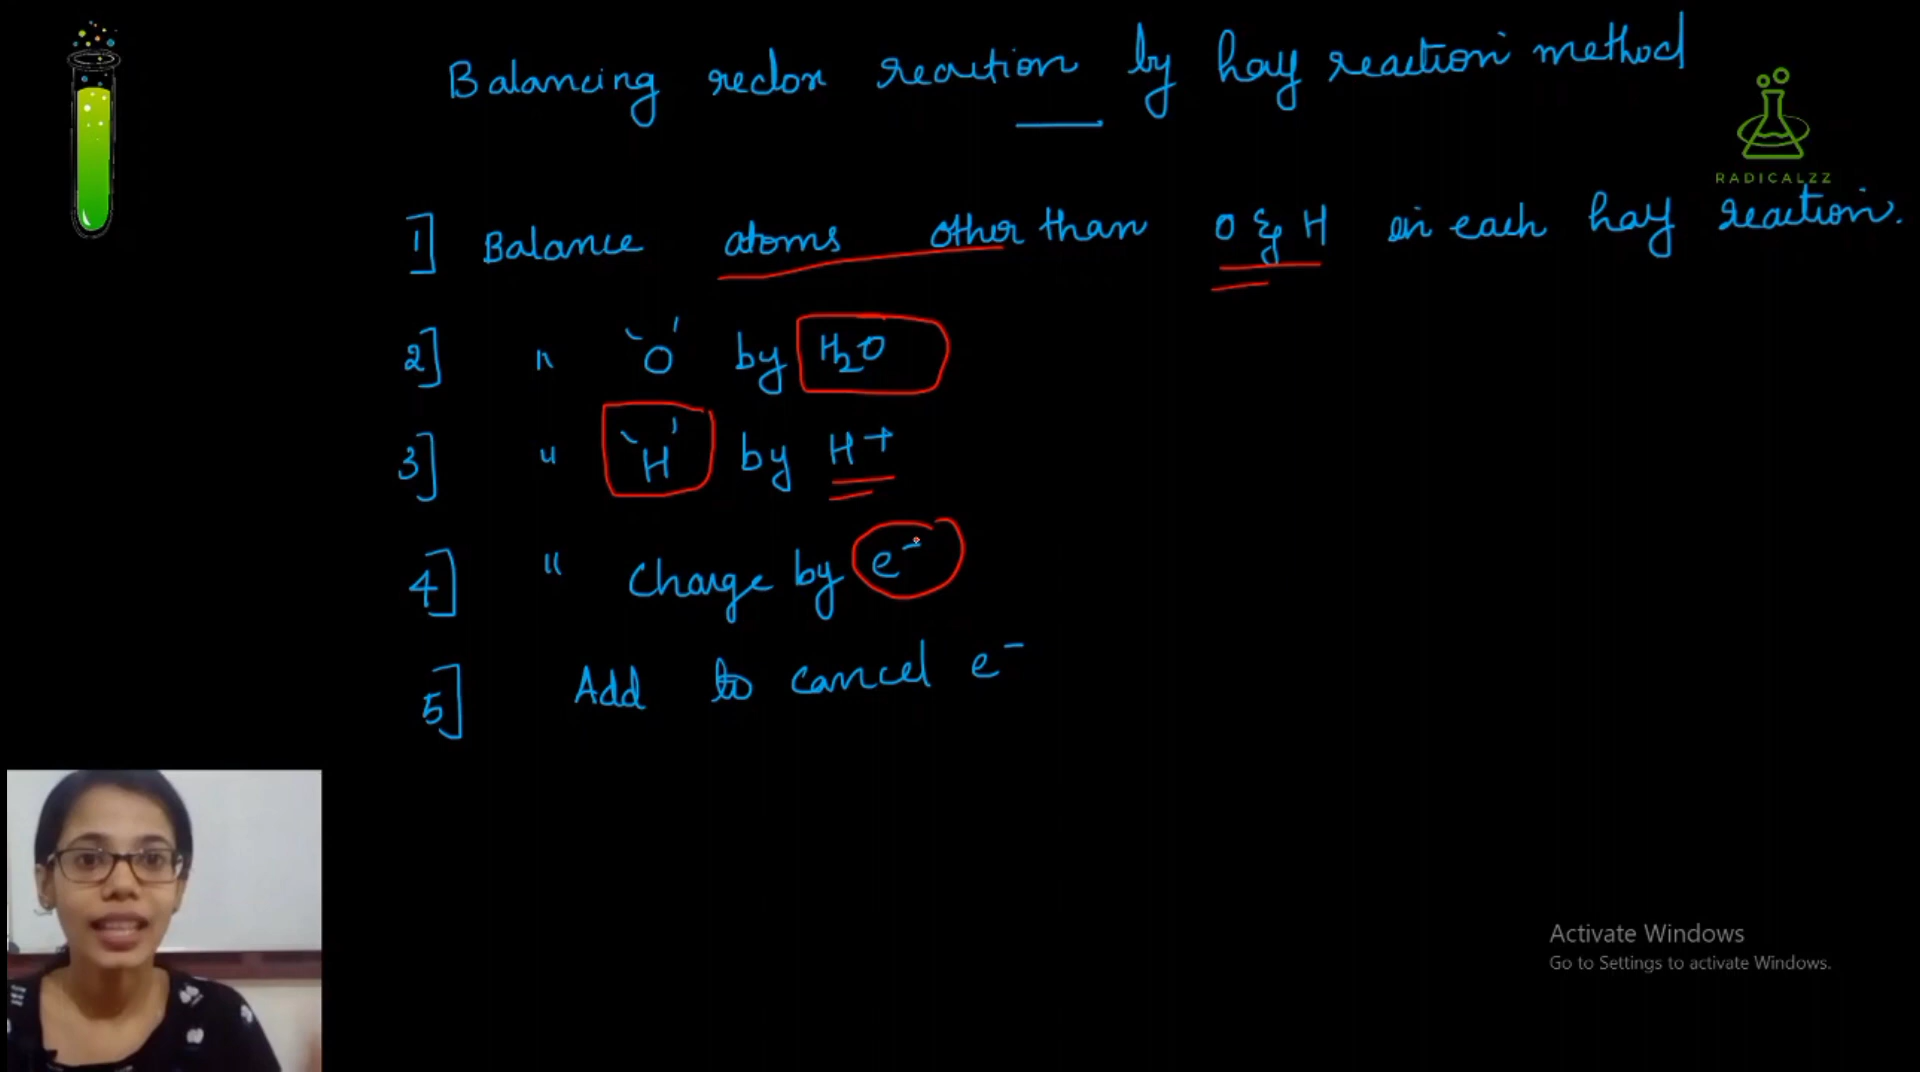 Balancing redox reaction by half reaction method
RADICALZZ
1] Balance atoms other than O & H in each half reaction.
2] " 'O' by H2O
3] " 'H' by H+
4] " Charge by e-
5] Add to cancel e-
Activate Windows
Go to Settings to activate Windows.